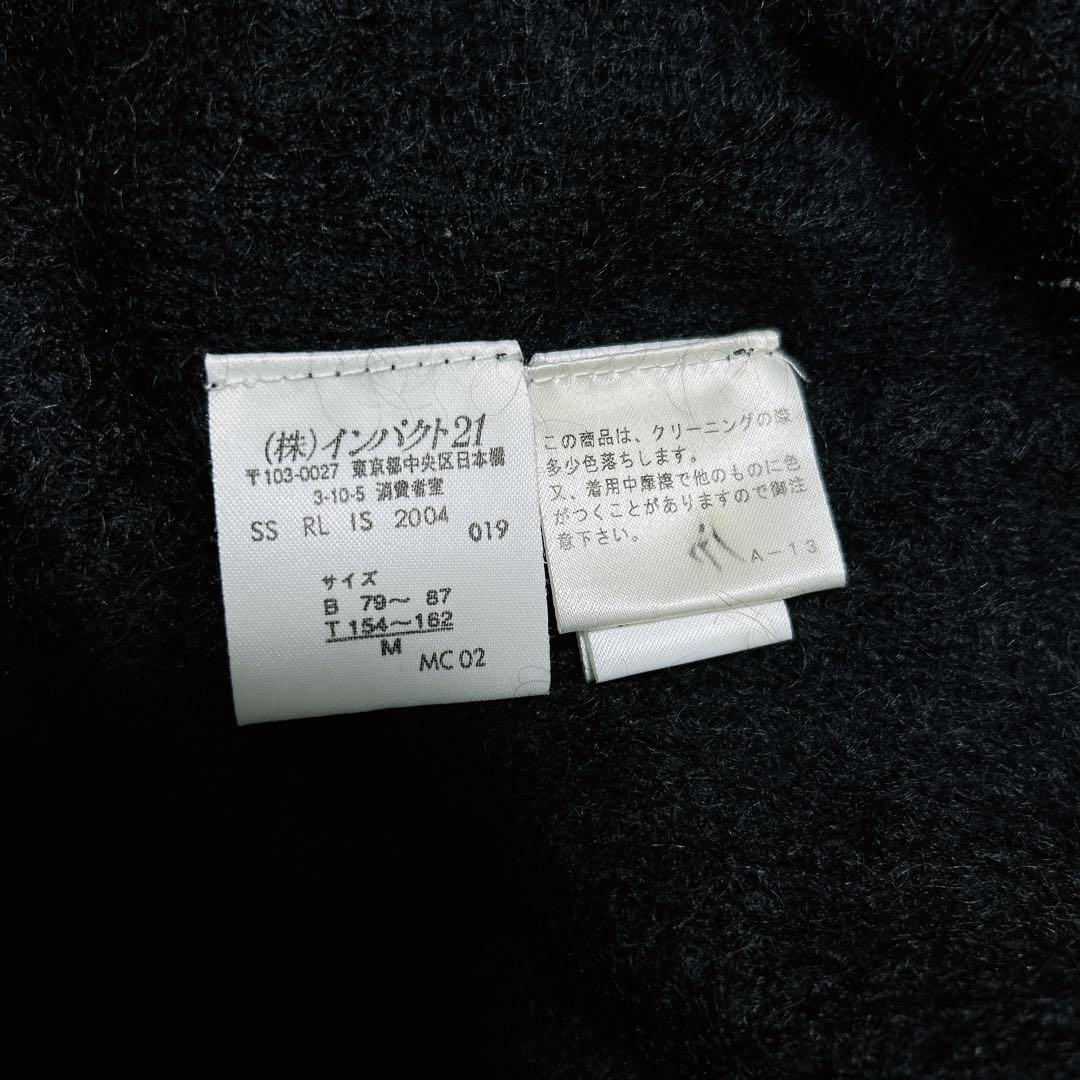 (株)インパクト21
〒103-0027 東京都中央区日本橋
3-10-5 消費者室
SS RL IS 2004
019
サイズ
B 79～ 87
T 154～162
M
MC 02
この商品は、クリーニングの際
多少色落ちします。
又、着用中摩擦で他のものに色
がつくことがありますので御注
意下さい。
A－13